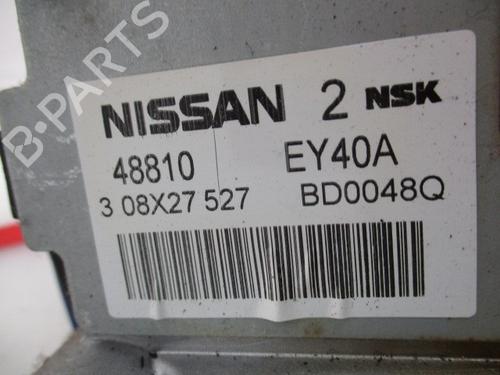 B-PARTS
NISSAN 2 NSK
48810 EY40A
3 08X27 527 BD0048Q